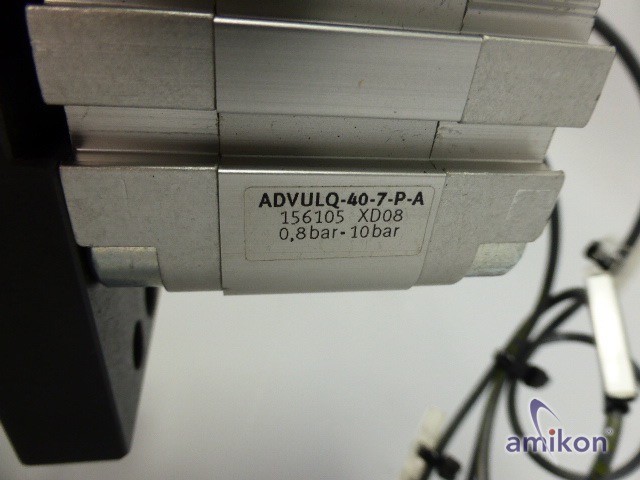 ADVULQ-40-7-P-A
156105 XD08
0,8bar-10bar
amikon®